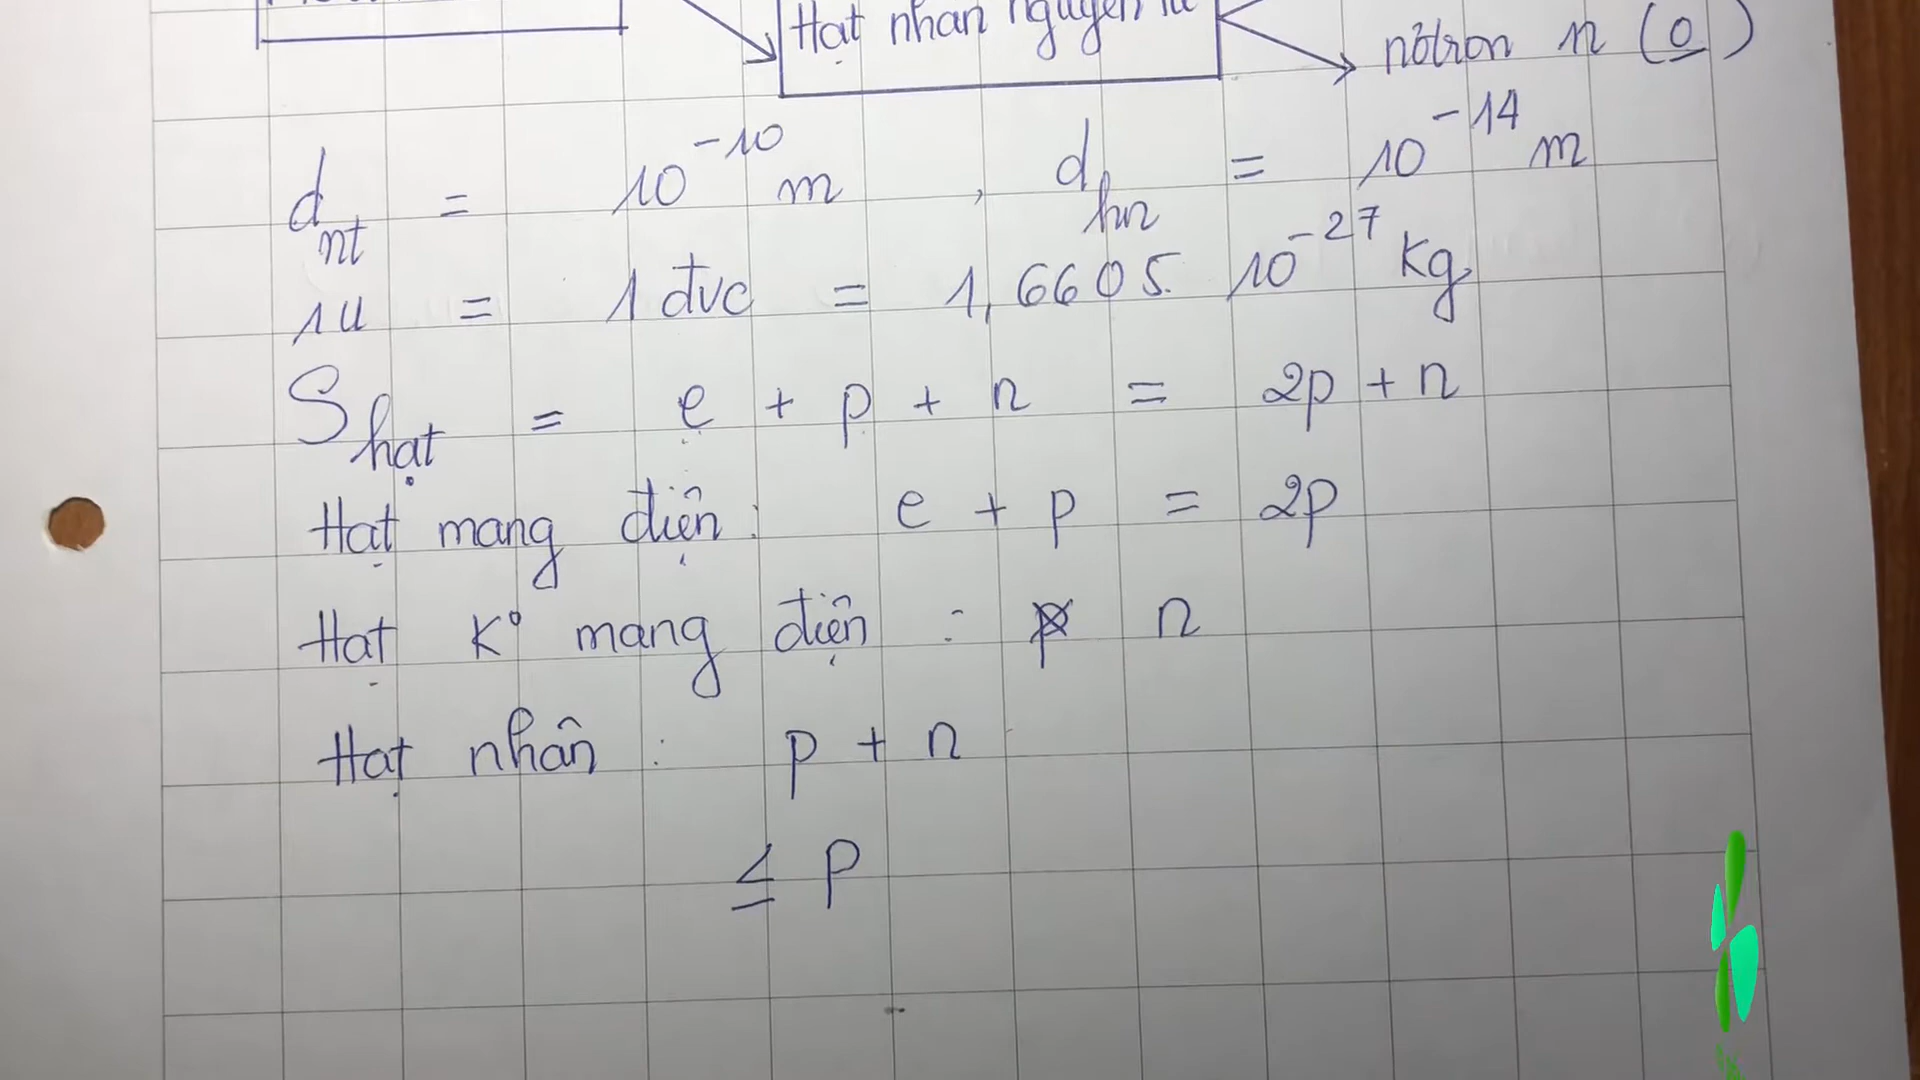 Hạt nhân nguyên tử
nơtron n (0)
d_nt = 10^-10 m , d_hn = 10^-14 m
1u = 1 đvc = 1,6605. 10^-27 kg
S_hạt = e + p + n = 2p + n
Hạt mang điện : e + p = 2p
Hạt K° mang điện : n
Hạt nhân : p + n
≤ p